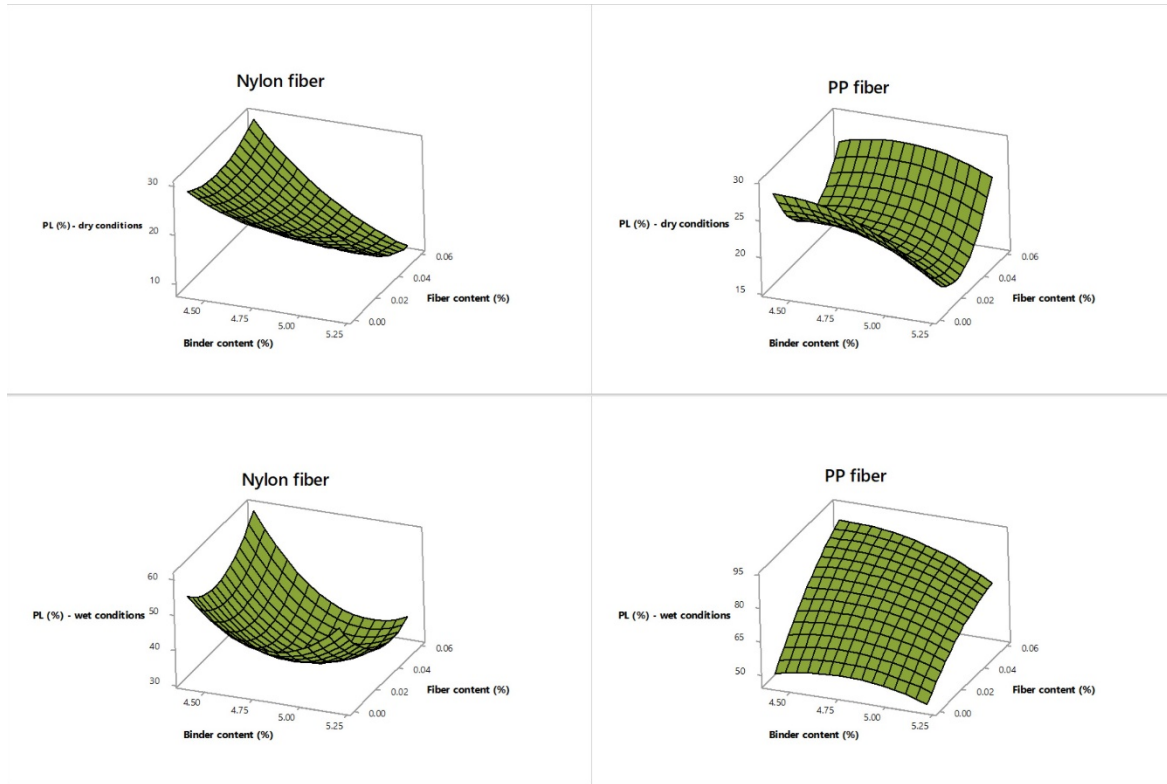 Nylon fiber
30
20
10
PL (%) - dry conditions
4.50
4.75
5.00
5.25
Binder content (%)
0.00
0.02
0.04
0.06
Fiber content (%)
PP fiber
30
25
20
15
PL (%) - dry conditions
4.50
4.75
5.00
5.25
Binder content (%)
0.00
0.02
0.04
0.06
Fiber content (%)
Nylon fiber
60
50
40
30
PL (%) - wet conditions
4.50
4.75
5.00
5.25
Binder content (%)
0.00
0.02
0.04
0.06
Fiber content (%)
PP fiber
95
80
65
50
PL (%) - wet conditions
4.50
4.75
5.00
5.25
Binder content (%)
0.00
0.02
0.04
0.06
Fiber content (%)